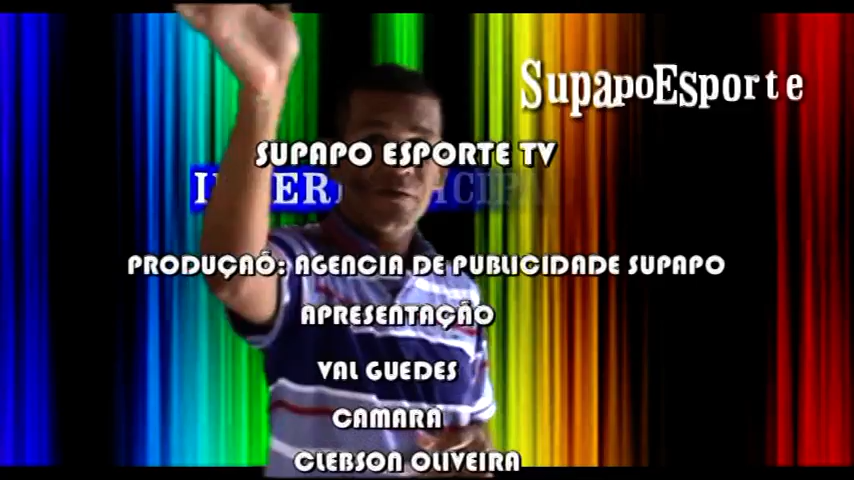 SupapoEsporte
SUPAPO ESPORTE TV
PRODUÇAÕ: AGENCIA DE PUBLICIDADE SUPAPO
APRESENTAÇÃO
VAL GUEDES
CAMARA
CLEBSON OLIVEIRA